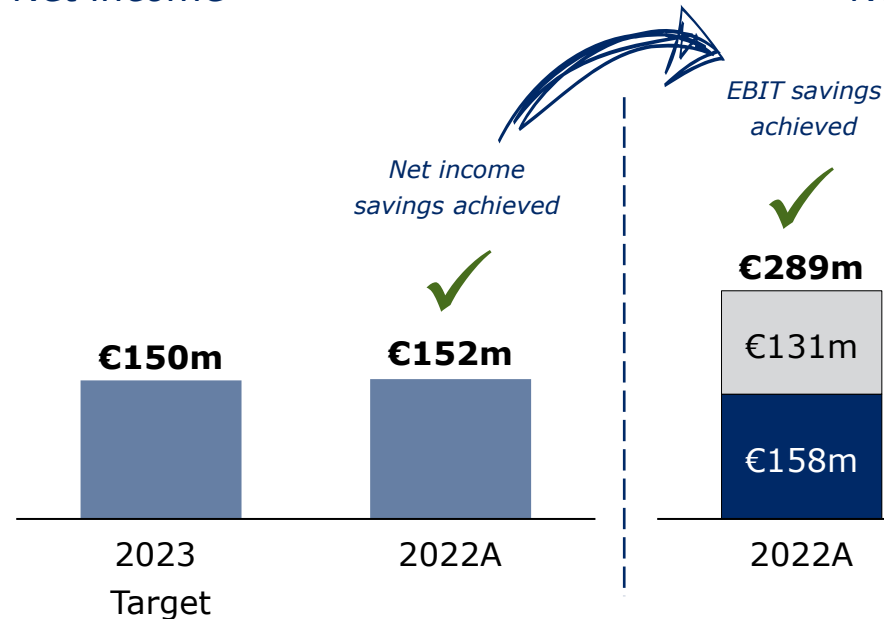 Net income
savings achieved
EBIT savings
achieved
€150m
€152m
€289m
€131m
€158m
2023
Target
2022A
2022A